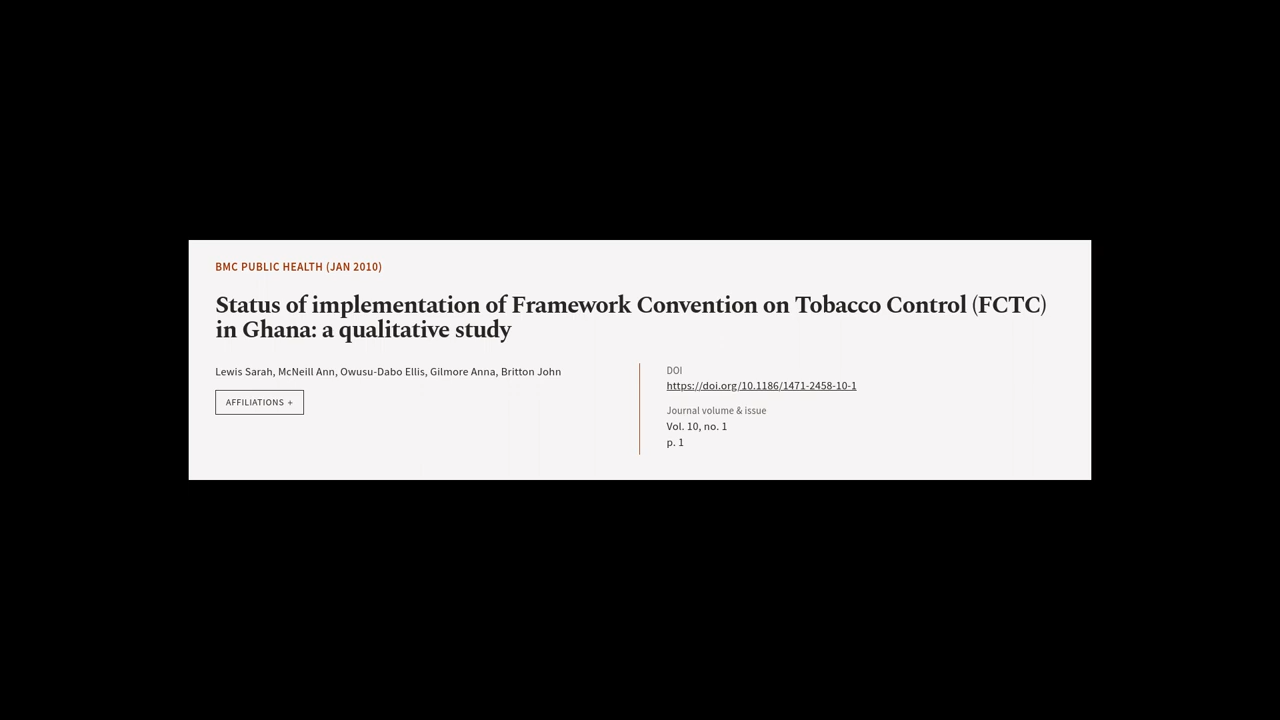 BMC PUBLIC HEALTH (JAN 2010)
Status of implementation of Framework Convention on Tobacco Control (FCTC)
in Ghana: a qualitative study
Lewis Sarah, McNeill Ann, Owusu-Dabo Ellis, Gilmore Anna, Britton John
AFFILIATIONS +
DOI
https://doi.org/10.1186/1471-2458-10-1
Journal volume & issue
Vol. 10, no. 1
p. 1